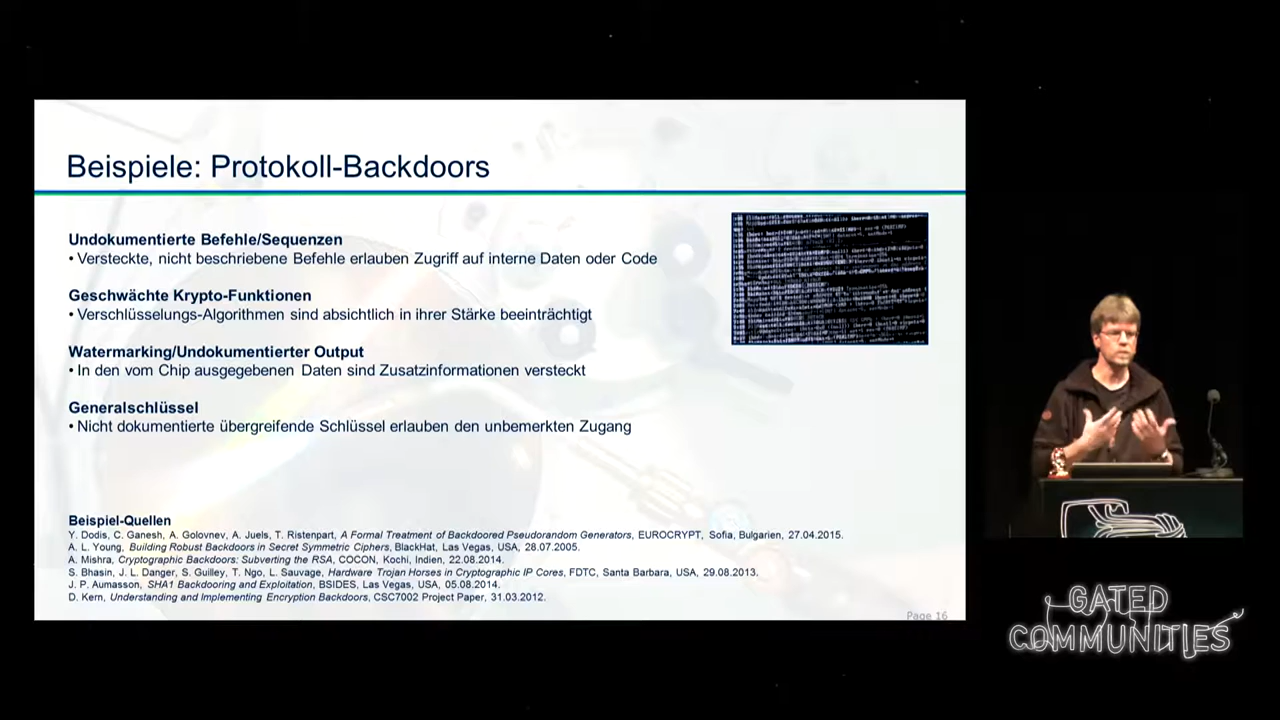 Beispiele: Protokoll-Backdoors
Undokumentierte Befehle/Sequenzen
• Versteckte, nicht beschriebene Befehle erlauben Zugriff auf interne Daten oder Code
Geschwächte Krypto-Funktionen
• Verschlüsselungs-Algorithmen sind absichtlich in ihrer Stärke beeinträchtigt
Watermarking/Undokumentierter Output
• In den vom Chip ausgegebenen Daten sind Zusatzinformationen versteckt
Generalschlüssel
• Nicht dokumentierte übergreifende Schlüssel erlauben den unbemerkten Zugang
Beispiel-Quellen
Y. Dodis, C. Ganesh, A. Golovnev, A. Juels, T. Ristenpart, A Formal Treatment of Backdoored Pseudorandom Generators, EUROCRYPT, Sofia, Bulgarien, 27.04.2015.
A. L. Young, Building Robust Backdoors in Secret Symmetric Ciphers, BlackHat, Las Vegas, USA, 28.07.2005.
A. Mishra, Cryptographic Backdoors: Subverting the RSA, COCON, Kochi, Indien, 22.08.2014.
S. Bhasin, J. L. Danger, S. Guilley, T. Ngo, L. Sauvage, Hardware Trojan Horses in Cryptographic IP Cores, FDTC, Santa Barbara, USA, 29.08.2013.
J. P. Aumasson, SHA1 Backdooring and Exploitation, BSIDES, Las Vegas, USA, 05.08.2014.
D. Kern, Understanding and Implementing Encryption Backdoors, CSC7002 Project Paper, 31.03.2012.
Page 16
GATED
COMMUNITIES